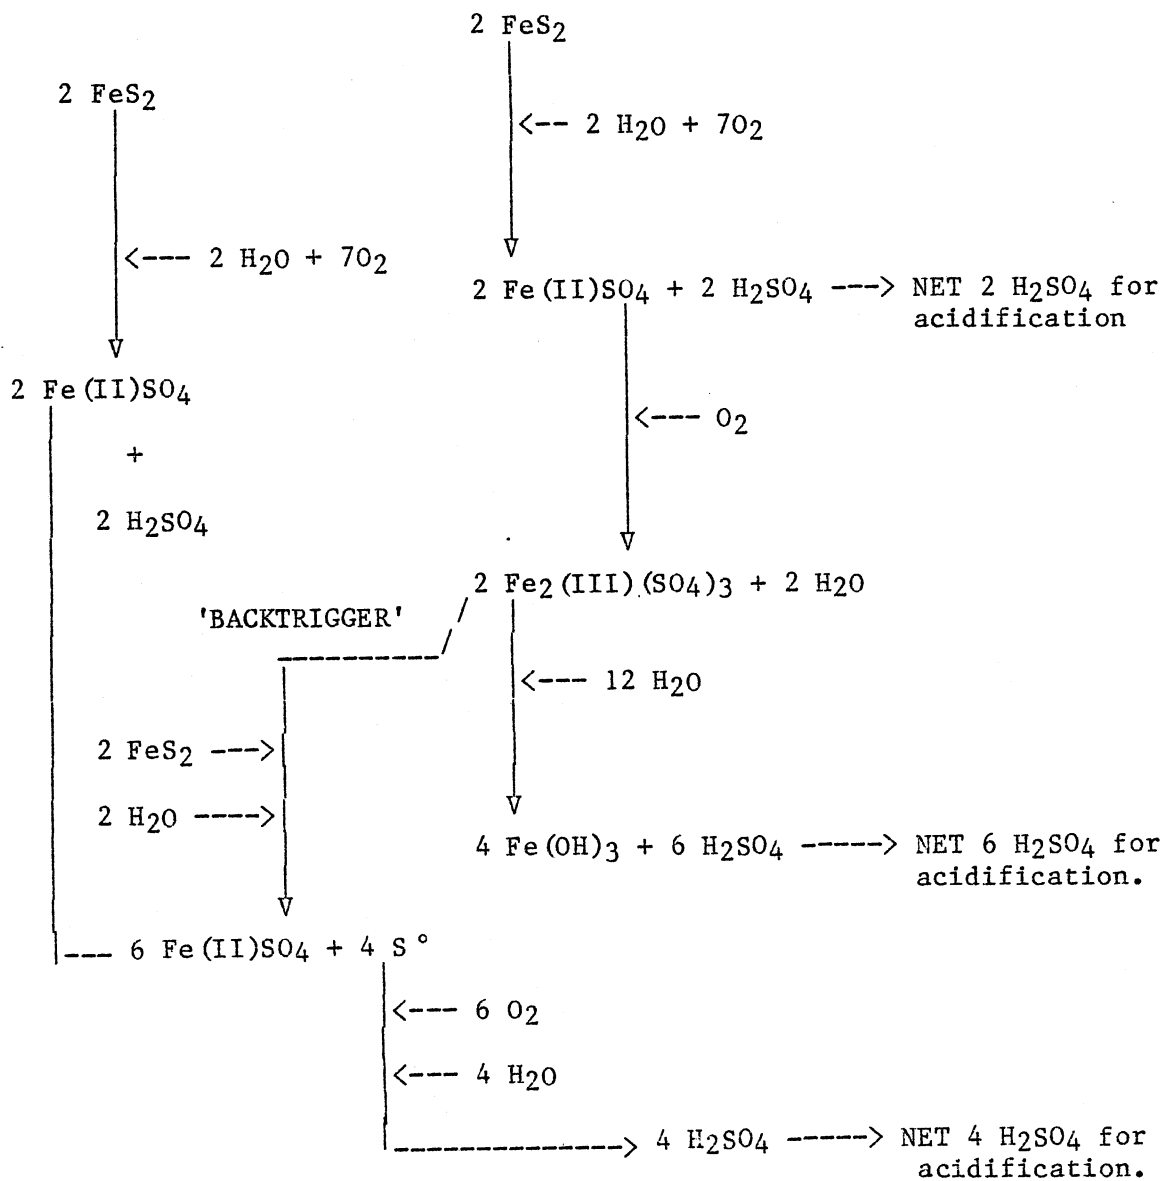 2 FeS2
2 FeS2
<-- 2 H2O + 7O2
<--- 2 H2O + 7O2
2 Fe(II)SO4 + 2 H2SO4 ---> NET 2 H2SO4 for
acidification
2 Fe(II)SO4
<--- O2
+
2 H2SO4
2 Fe2(III)(SO4)3 + 2 H2O
'BACKTRIGGER'
<--- 12 H2O
2 FeS2 --->
2 H2O ---->
4 Fe(OH)3 + 6 H2SO4 -----> NET 6 H2SO4 for
acidification.
--- 6 Fe(II)SO4 + 4 S°
<--- 6 O2
<--- 4 H2O
-------------> 4 H2SO4 -----> NET 4 H2SO4 for
acidification.